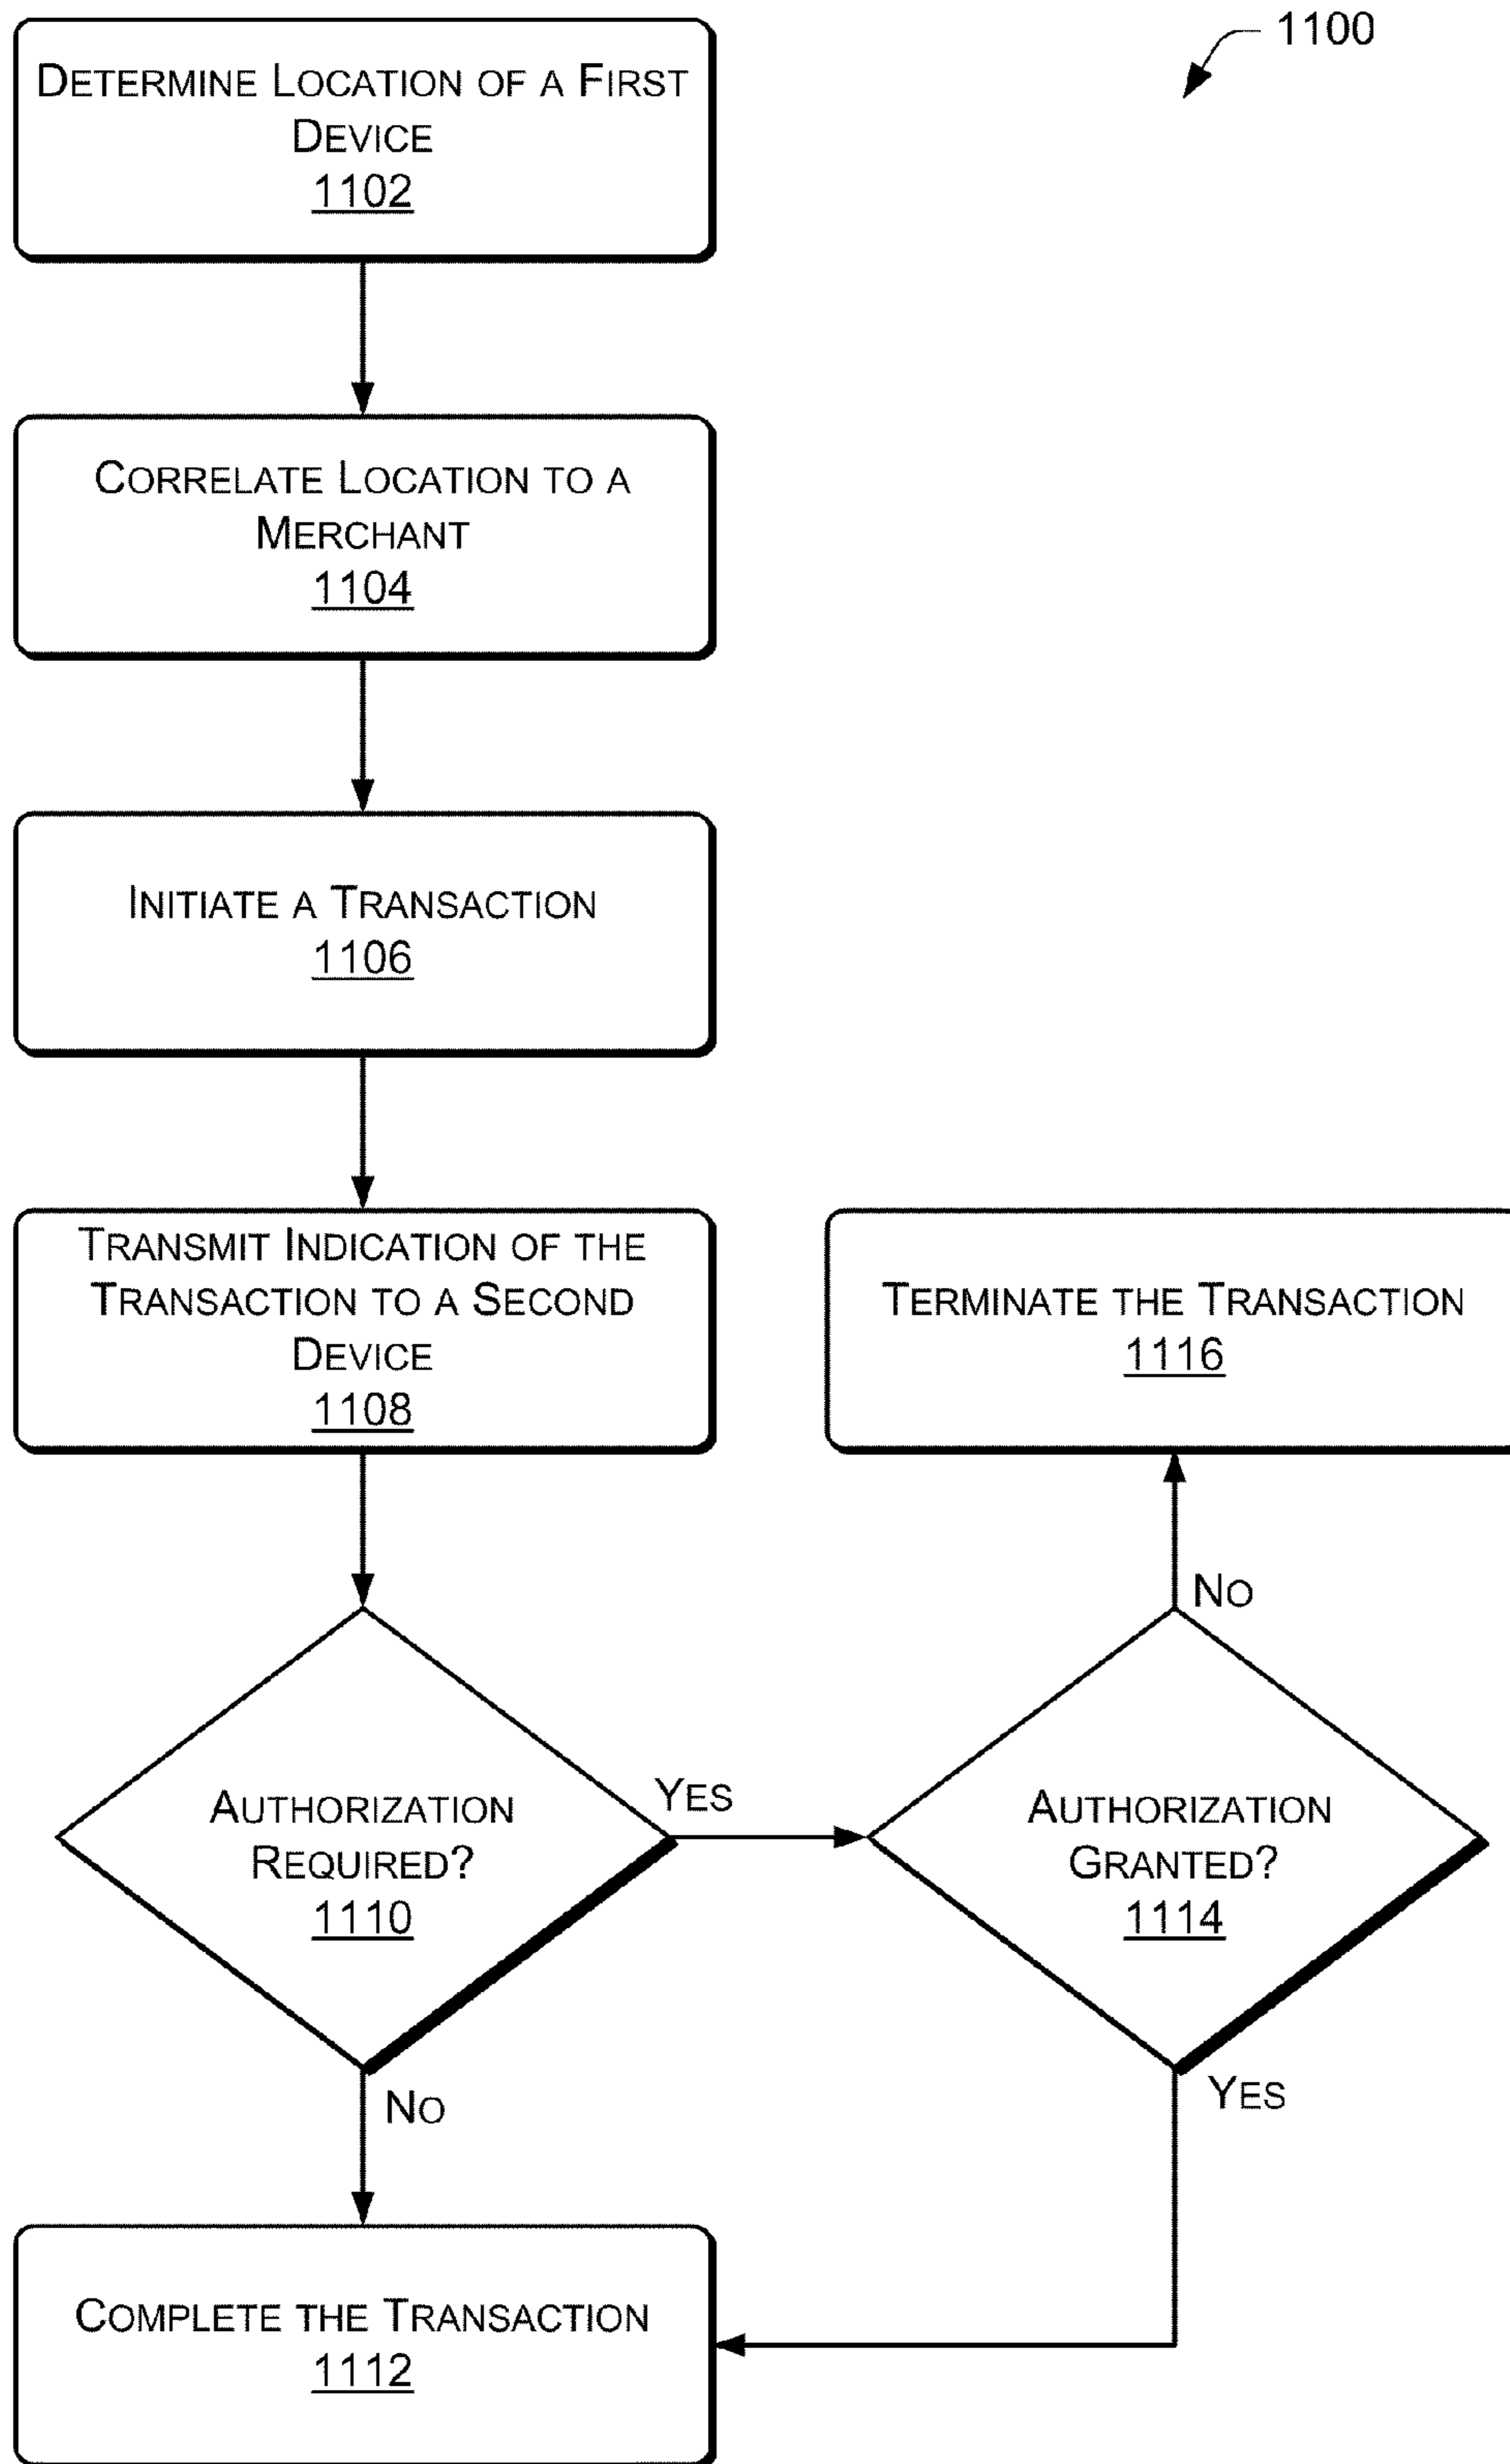 1100
DETERMINE LOCATION OF A FIRST
DEVICE
1102
CORRELATE LOCATION TO A
MERCHANT
1104
INITIATE A TRANSACTION
1106
TRANSMIT INDICATION OF THE
TRANSACTION TO A SECOND
DEVICE
1108
TERMINATE THE TRANSACTION
1116
NO
AUTHORIZATION
REQUIRED?
1110
YES
AUTHORIZATION
GRANTED?
1114
NO
YES
COMPLETE THE TRANSACTION
1112